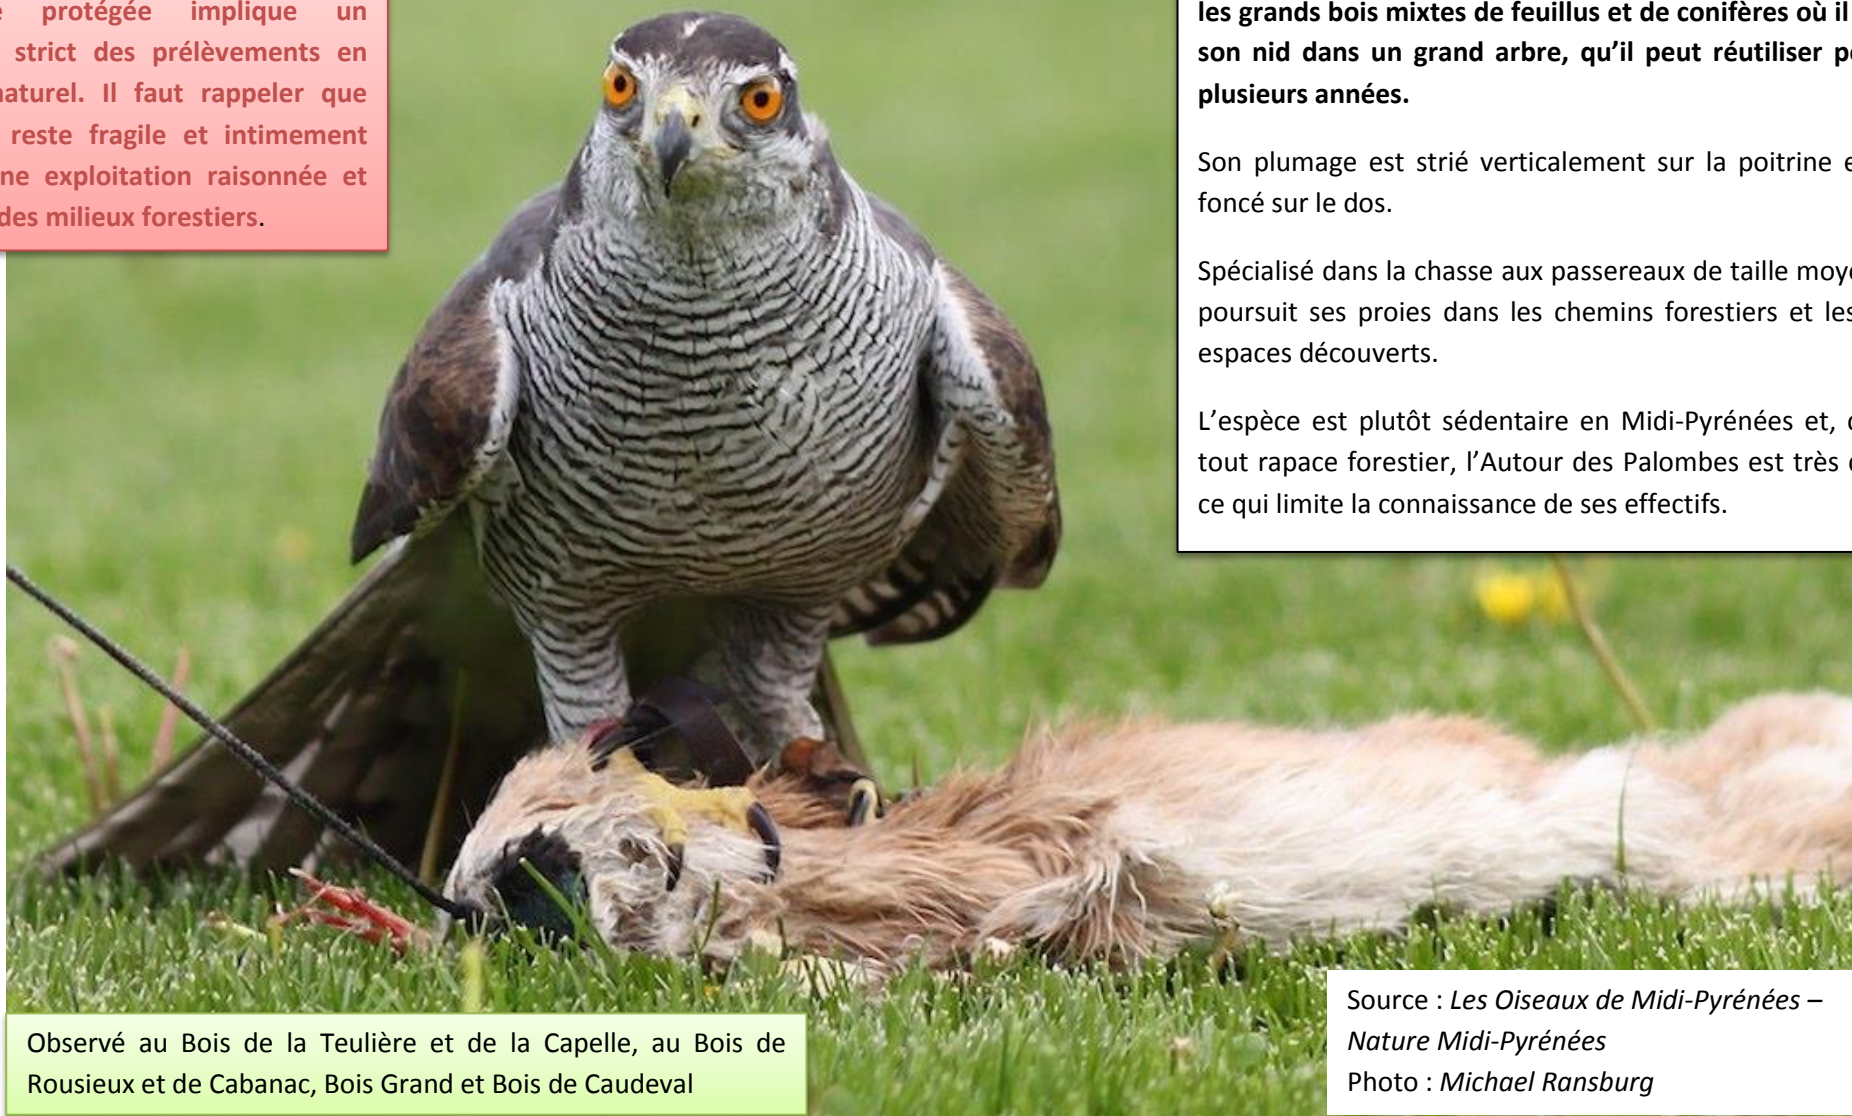 protégée implique un
strict des prélèvements en
naturel. Il faut rappeler que
reste fragile et intimement
exploitation raisonnée et
des milieux forestiers.
les grands bois mixtes de feuillus et de conifères où il
son nid dans un grand arbre, qu’il peut réutiliser
plusieurs années.
Son plumage est strié verticalement sur la poitrine
foncé sur le dos.
Spécialisé dans la chasse aux passereaux de taille
poursuit ses proies dans les chemins forestiers et les
espaces découverts.
L’espèce est plutôt sédentaire en Midi-Pyrénées et,
tout rapace forestier, l’Autour des Palombes est très
ce qui limite la connaissance de ses effectifs.
Observé au Bois de la Teulière et de la Capelle, au Bois de
Rousieux et de Cabanac, Bois Grand et Bois de Caudeval
Source : Les Oiseaux de Midi-Pyrénées –
Nature Midi-Pyrénées
Photo : Michael Ransburg